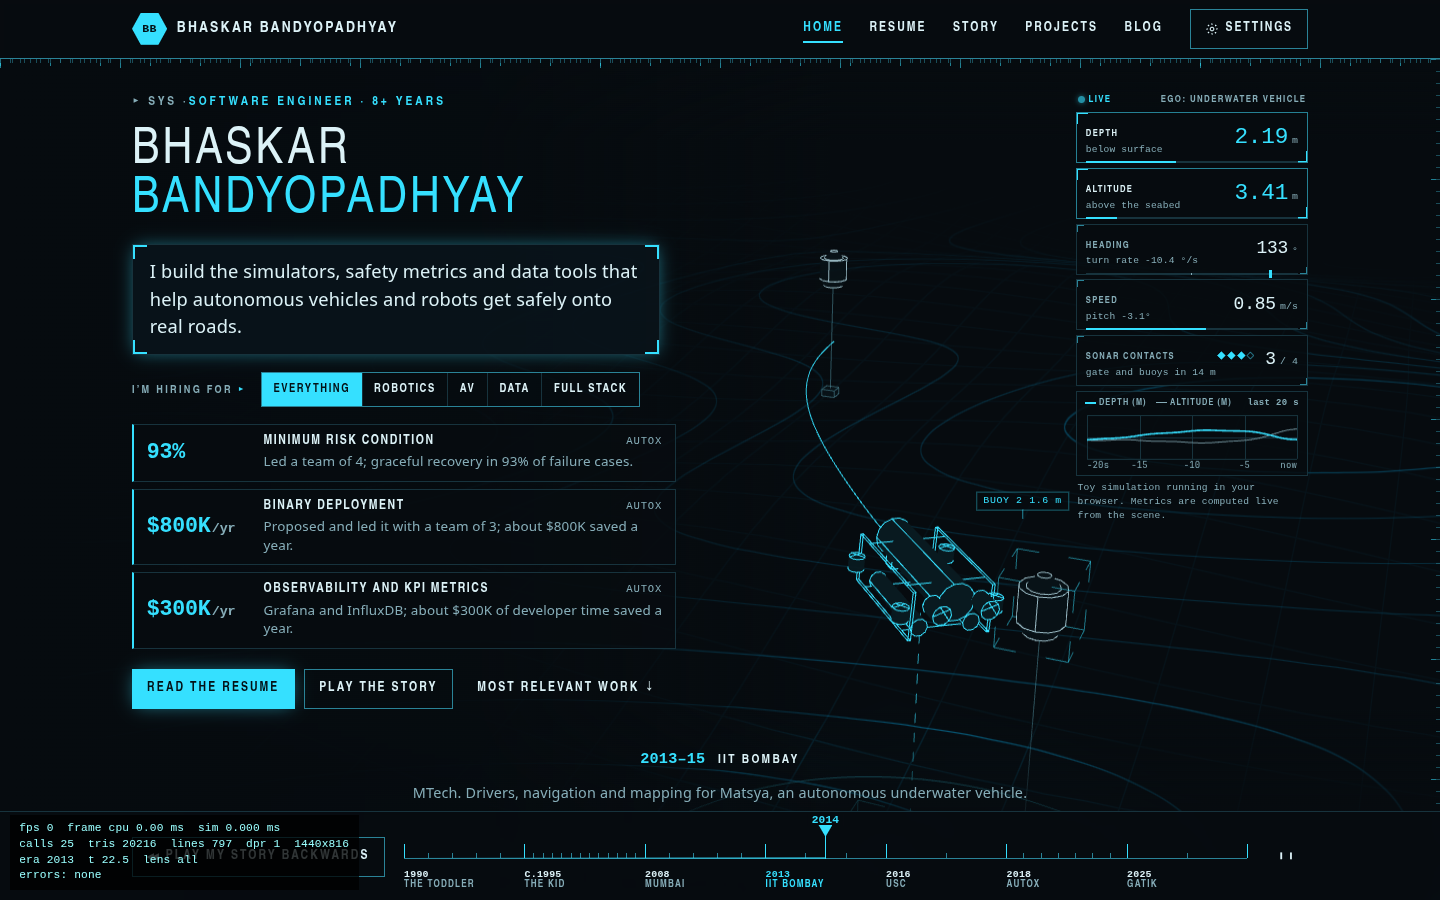 BB BHASKAR BANDYOPADHYAY
HOME RESUME STORY PROJECTS BLOG SETTINGS
SYS · SOFTWARE ENGINEER · 8+ YEARS
BHASKAR
BANDYOPADHYAY
I build the simulators, safety metrics and data tools that
help autonomous vehicles and robots get safely onto
real roads.
I'M HIRING FOR ▸ EVERYTHING ROBOTICS AV DATA FULL STACK
93%
MINIMUM RISK CONDITION AUTOX
Led a team of 4; graceful recovery in 93% of failure cases.
$800K/yr
BINARY DEPLOYMENT AUTOX
Proposed and led it with a team of 3; about $800K saved a
year.
$300K/yr
OBSERVABILITY AND KPI METRICS AUTOX
Grafana and InfluxDB; about $300K of developer time saved a
year.
READ THE RESUME PLAY THE STORY MOST RELEVANT WORK ↓
LIVE EGO: UNDERWATER VEHICLE
DEPTH 2.19 m
below surface
ALTITUDE 3.41 m
above the seabed
HEADING 133 °
turn rate -10.4 °/s
SPEED 0.85 m/s
pitch -3.1°
SONAR CONTACTS ◆◆◆◇ 3 / 4
gate and buoys in 14 m
DEPTH (M) ALTITUDE (M) last 20 s
-20s -15 -10 -5 now
Toy simulation running in your
browser. Metrics are computed live
from the scene.
BUOY 2 1.6 m
2013–15 IIT BOMBAY
MTech. Drivers, navigation and mapping for Matsya, an autonomous underwater vehicle.
fps 0 frame cpu 0.00 ms sim 0.000 ms
calls 25 tris 20216 lines 797 dpr 1 1440x816
era 2013 t 22.5 lens all
errors: none
PLAY MY STORY BACKWARDS
2014
1990 C.1995 2008 2013 2016 2018 2025
THE TODDLER THE KID MUMBAI IIT BOMBAY USC AUTOX GATIK